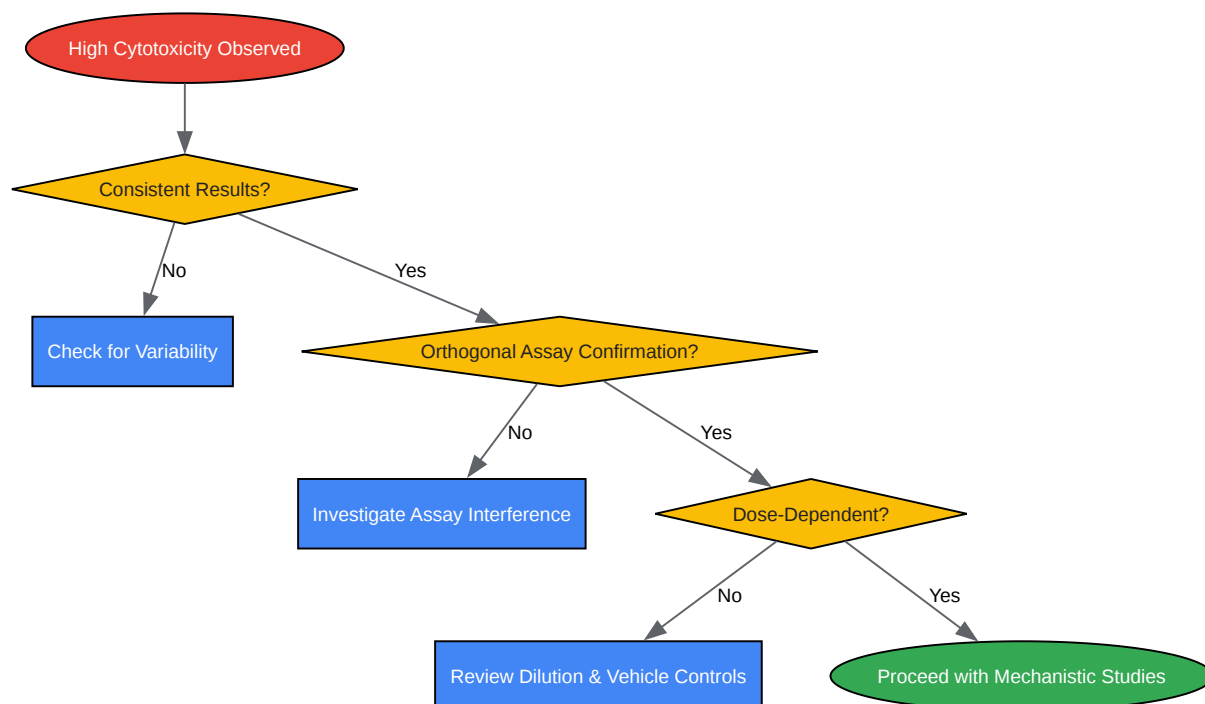 High Cytotoxicity Observed
Consistent Results?
No
Yes
Check for Variability
Orthogonal Assay Confirmation?
No
Yes
Investigate Assay Interference
Dose-Dependent?
No
Yes
Review Dilution & Vehicle Controls
Proceed with Mechanistic Studies